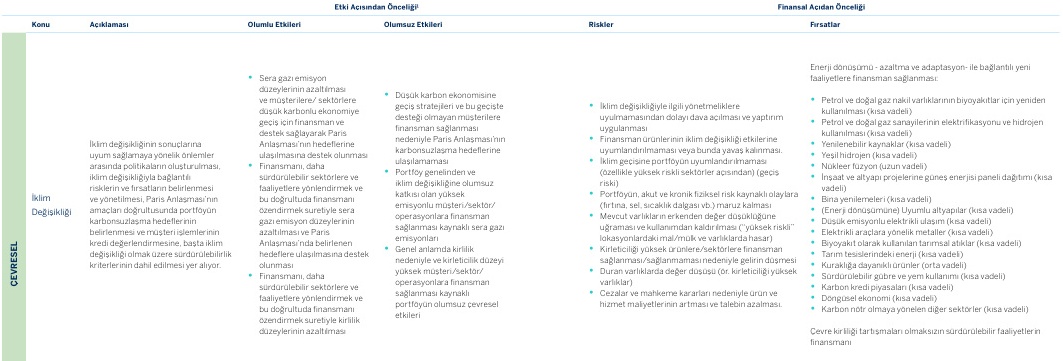 Etki Açısından Önceliği¹
Finansal Açıdan Önceliği
Konu
Açıklaması
Olumlu Etkileri
Olumsuz Etkileri
Riskler
Fırsatlar
ÇEVRESEL
İklim
Değişikliği
İklim değişikliğinin sonuçlarına
uyum sağlamaya yönelik önlemler
arasında politikaların oluşturulması,
iklim değişikliğiyle bağlantılı
risklerin ve fırsatların belirlenmesi
ve yönetilmesi, Paris Anlaşması'nın
amaçları doğrultusunda portföyün
karbonsuzlaşma hedeflerinin
belirlenmesi ve müşteri işlemlerinin
kredi değerlendirmesine, başta iklim
değişikliği olmak üzere sürdürülebilirlik
kriterlerinin dahil edilmesi yer alıyor.
• Sera gazı emisyon
düzeylerinin azaltılması
ve müşterilere/ sektörlere
düşük karbonlu ekonomiye
geçiş için finansman ve
destek sağlayarak Paris
Anlaşması'nın hedeflerine
ulaşılmasına destek olunması
• Finansmanı, daha
sürdürülebilir sektörlere ve
faaliyetlere yönlendirmek ve
bu doğrultuda finansmanı
özendirmek suretiyle sera
gazı emisyon düzeylerinin
azaltılması ve Paris
Anlaşması'nda belirlenen
hedeflere ulaşılmasına destek
olunması
• Finansmanı, daha
sürdürülebilir sektörlere ve
faaliyetlere yönlendirmek ve
bu doğrultuda finansmanı
özendirmek suretiyle kirlilik
düzeylerinin azaltılması
• Düşük karbon ekonomisine
geçiş stratejileri ve bu geçişte
desteği olmayan müşterilere
finansman sağlanması
nedeniyle Paris Anlaşması'nın
karbonsuzlaşma hedeflerine
ulaşılamaması
• Portföy genelinden ve
iklim değişikliğine olumsuz
katkısı olan yüksek
emisyonlu müşteri/sektör/
operasyonlara finansman
sağlanması kaynaklı sera gazı
emisyonları
• Genel anlamda kirlilik
nedeniyle ve kirleticilik düzeyi
yüksek müşteri/sektör/
operasyonlara finansman
sağlanması kaynaklı
portföyün olumsuz çevresel
etkileri
• İklim değişikliğiyle ilgili yönetmeliklere
uyulmamasından dolayı dava açılması ve yaptırım
uygulanması
• Finansman ürünlerinin iklim değişikliği etkilerine
uyumlandırılmaması veya bunda yavaş kalınması.
• İklim geçişine portföyün uyumlandırılmaması
(özellikle yüksek riskli sektörler açısından) (geçiş
riski)
• Portföyün, akut ve kronik fiziksel risk kaynaklı olaylara
(fırtına, sel, sıcaklık dalgası vb.) maruz kalması
• Mevcut varlıkların erkenden değer düşüklüğüne
uğraması ve kullanımdan kaldırılması ("yüksek riskli"
lokasyonlardaki mal/mülk ve varlıklarda hasar)
• Kirleticiliği yüksek ürünlere/sektörlere finansman
sağlanması/sağlanmaması nedeniyle gelirin düşmesi
• Duran varlıklarda değer düşüşü (ör. kirleticiliği yüksek
varlıklar)
• Cezalar ve mahkeme kararları nedeniyle ürün ve
hizmet maliyetlerinin artması ve talebin azalması.
Enerji dönüşümü - azaltma ve adaptasyon- ile bağlantılı yeni
faaliyetlere finansman sağlanması:
• Petrol ve doğal gaz nakil varlıklarının biyoyakıtlar için yeniden
kullanılması (kısa vadeli)
• Petrol ve doğal gaz sanayilerinin elektrifikasyonu ve hidrojen
kullanılması (kısa vadeli)
• Yenilenebilir kaynaklar (kısa vadeli)
• Yeşil hidrojen (kısa vadeli)
• Nükleer füzyon (uzun vadeli)
• İnşaat ve altyapı projelerine güneş enerjisi paneli dağıtımı (kısa
vadeli)
• Bina yenilemeleri (kısa vadeli)
• (Enerji dönüşümüne) Uyumlu altyapılar (kısa vadeli)
• Düşük emisyonlu elektrikli ulaşım (kısa vadeli)
• Elektrikli araçlara yönelik metaller (kısa vadeli)
• Biyoyakıt olarak kullanılan tarımsal atıklar (kısa vadeli)
• Tarım tesislerindeki enerji (kısa vadeli)
• Kuraklığa dayanıklı ürünler (orta vadeli)
• Sürdürülebilir gübre ve yem kullanımı (kısa vadeli)
• Karbon kredi piyasaları (kısa vadeli)
• Döngüsel ekonomi (kısa vadeli)
• Karbon nötr olmaya yönelen diğer sektörler (kısa vadeli)
Çevre kirliliği tartışmaları olmaksızın sürdürülebilir faaliyetlerin
finansmanı